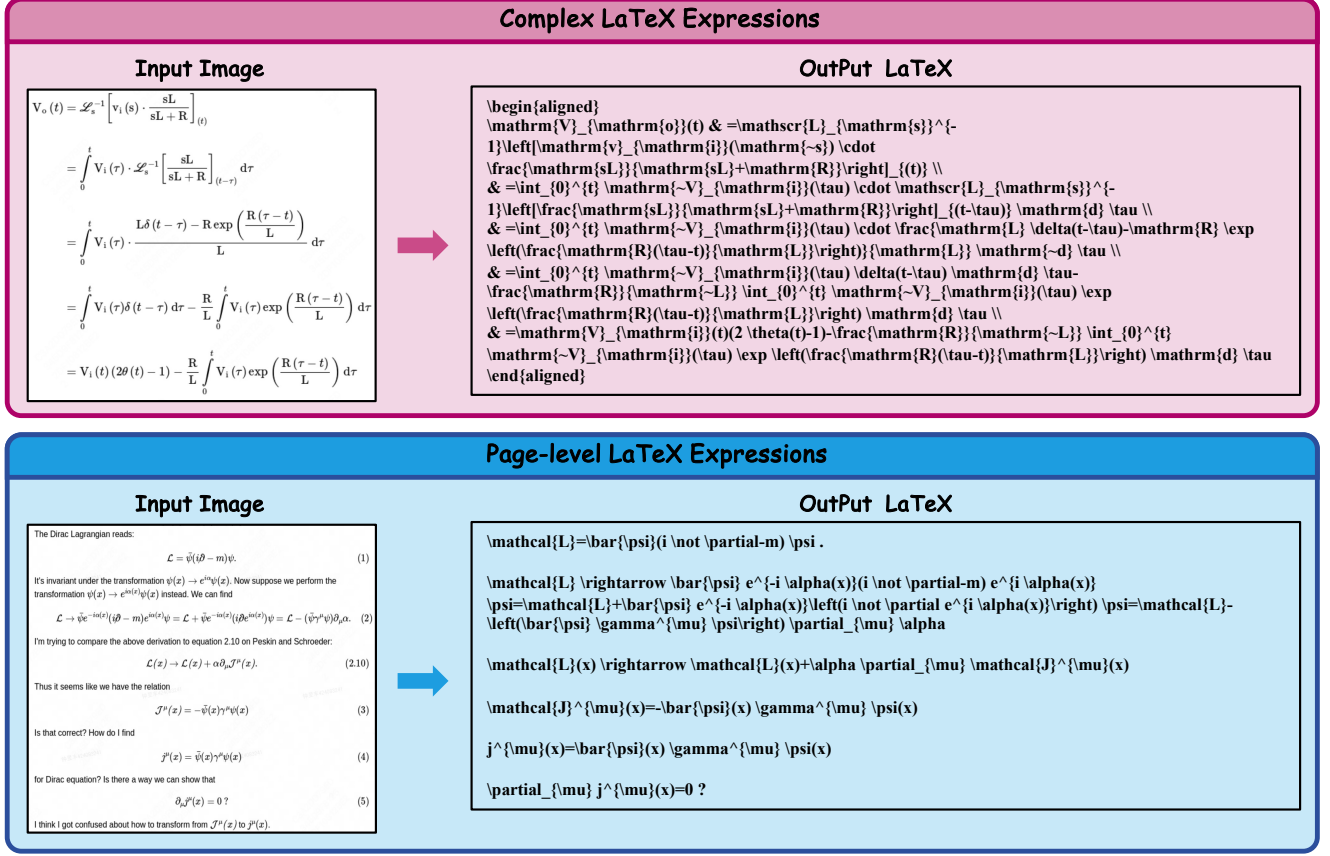 Complex LaTeX Expressions
Input Image
V_o (t) = ℒ_s^{-1} [ v_i (s) · sL / (sL + R) ]_{(t)}
= ∫_0^t V_i (τ) · ℒ_s^{-1} [ sL / (sL + R) ]_{(t−τ)} dτ
= ∫_0^t V_i (τ) · ( Lδ (t − τ) − R exp ( R (τ − t) / L ) ) / L dτ
= ∫_0^t V_i (τ)δ (t − τ) dτ − R/L ∫_0^t V_i (τ) exp ( R (τ − t) / L ) dτ
= V_i (t) (2θ (t) − 1) − R/L ∫_0^t V_i (τ) exp ( R (τ − t) / L ) dτ
OutPut LaTeX
\begin{aligned}
\mathrm{V}_{\mathrm{o}}(t) & =\mathscr{L}_{\mathrm{s}}^{-
1}\left[\mathrm{v}_{\mathrm{i}}(\mathrm{~s}) \cdot
\frac{\mathrm{sL}}{\mathrm{sL}+\mathrm{R}}\right]_{(t)} \\
& =\int_{0}^{t} \mathrm{~V}_{\mathrm{i}}(\tau) \cdot \mathscr{L}_{\mathrm{s}}^{-
1}\left[\frac{\mathrm{sL}}{\mathrm{sL}+\mathrm{R}}\right]_{(t-\tau)} \mathrm{d} \tau \\
& =\int_{0}^{t} \mathrm{~V}_{\mathrm{i}}(\tau) \cdot \frac{\mathrm{L} \delta(t-\tau)-\mathrm{R} \exp
\left(\frac{\mathrm{R}(\tau-t)}{\mathrm{L}}\right)}{\mathrm{L}} \mathrm{~d} \tau \\
& =\int_{0}^{t} \mathrm{~V}_{\mathrm{i}}(\tau) \delta(t-\tau) \mathrm{d} \tau-
\frac{\mathrm{R}}{\mathrm{~L}} \int_{0}^{t} \mathrm{~V}_{\mathrm{i}}(\tau) \exp
\left(\frac{\mathrm{R}(\tau-t)}{\mathrm{L}}\right) \mathrm{d} \tau \\
& =\mathrm{V}_{\mathrm{i}}(t)(2 \theta(t)-1)-\frac{\mathrm{R}}{\mathrm{~L}} \int_{0}^{t}
\mathrm{~V}_{\mathrm{i}}(\tau) \exp \left(\frac{\mathrm{R}(\tau-t)}{\mathrm{L}}\right) \mathrm{d} \tau
\end{aligned}
Page-level LaTeX Expressions
Input Image
The Dirac Lagrangian reads:
ℒ = ψ̄(i∂̸ − m)ψ. (1)
It's invariant under the transformation ψ(x) → e^{iα}ψ(x). Now suppose we perform the
transformation ψ(x) → e^{iα(x)}ψ(x) instead. We can find
ℒ → ψ̄e^{−iα(x)}(i∂̸ − m)e^{iα(x)}ψ = ℒ + ψ̄e^{−iα(x)}(i∂̸e^{iα(x)})ψ = ℒ − (ψ̄γ^μψ)∂_μα. (2)
I'm trying to compare the above derivation to equation 2.10 on Peskin and Schroeder:
ℒ(x) → ℒ(x) + α∂_μ𝒥^μ(x). (2.10)
Thus it seems like we have the relation
𝒥^μ(x) = −ψ̄(x)γ^μψ(x) (3)
Is that correct? How do I find
j^μ(x) = ψ̄(x)γ^μψ(x) (4)
for Dirac equation? Is there a way we can show that
∂_μj^μ(x) = 0 ? (5)
I think I got confused about how to transform from 𝒥^μ(x) to j^μ(x).
OutPut LaTeX
\mathcal{L}=\bar{\psi}(i \not \partial-m) \psi .
\mathcal{L} \rightarrow \bar{\psi} e^{-i \alpha(x)}(i \not \partial-m) e^{i \alpha(x)}
\psi=\mathcal{L}+\bar{\psi} e^{-i \alpha(x)}\left(i \not \partial e^{i \alpha(x)}\right) \psi=\mathcal{L}-
\left(\bar{\psi} \gamma^{\mu} \psi\right) \partial_{\mu} \alpha
\mathcal{L}(x) \rightarrow \mathcal{L}(x)+\alpha \partial_{\mu} \mathcal{J}^{\mu}(x)
\mathcal{J}^{\mu}(x)=-\bar{\psi}(x) \gamma^{\mu} \psi(x)
j^{\mu}(x)=\bar{\psi}(x) \gamma^{\mu} \psi(x)
\partial_{\mu} j^{\mu}(x)=0 ?